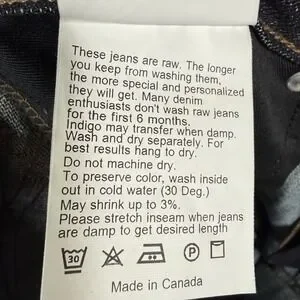 These jeans are raw. The longer
you keep from washing them,
the more special and personalized
they will get. Many denim
enthusiasts don't wash raw jeans
for the first 6 months.
Indigo may transfer when damp.
Wash and dry separately. For
best results hang to dry.
Do not machine dry.
To preserve color, wash inside
out in cold water (30 Deg.)
May shrink up to 3%.
Please stretch inseam when jeans
are damp to get desired length
30 P
Made in Canada